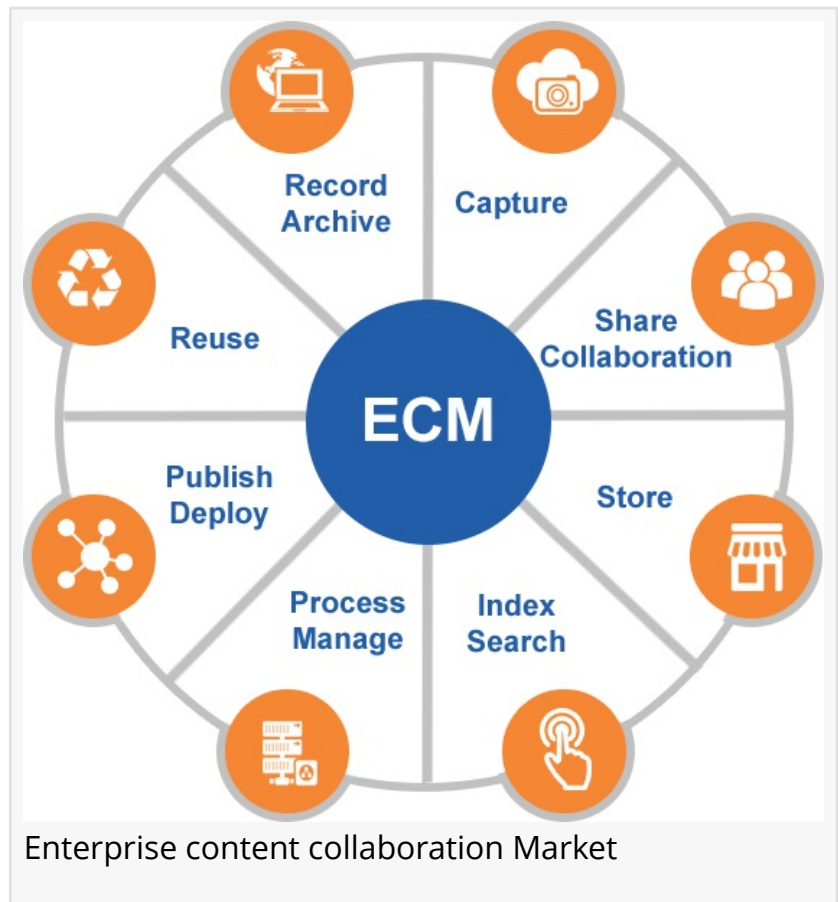 Record
Archive
Capture
Share
Collaboration
Store
Index
Search
Process
Manage
Publish
Deploy
Reuse
ECM
Enterprise content collaboration Market